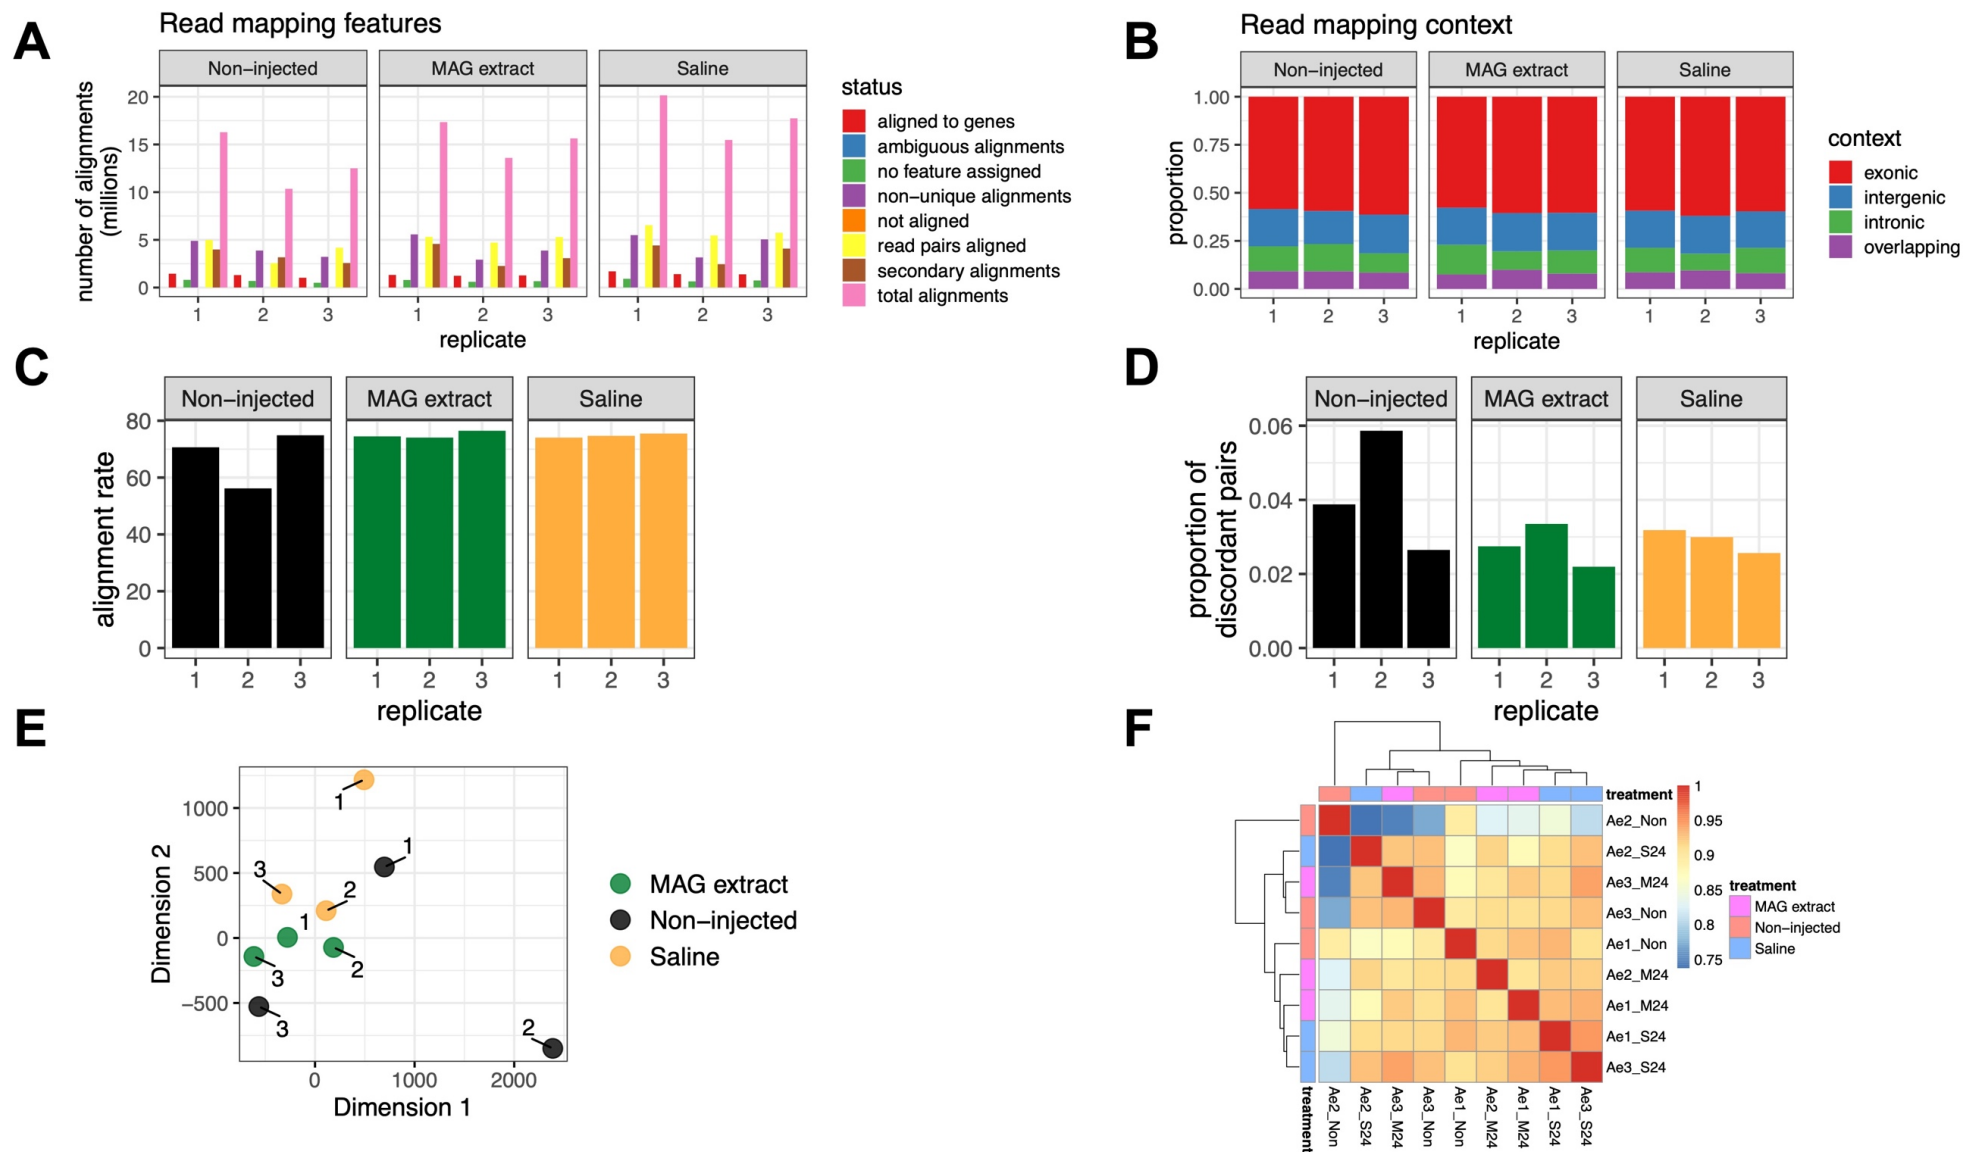 A
Read mapping features
Non-injected
MAG extract
Saline
number of alignments
(millions)
20
15
10
5
0
1 2 3
1 2 3
1 2 3
replicate
status
aligned to genes
ambiguous alignments
no feature assigned
non-unique alignments
not aligned
read pairs aligned
secondary alignments
total alignments
B
Read mapping context
Non-injected
MAG extract
Saline
proportion
1.00
0.75
0.50
0.25
0.00
1 2 3
1 2 3
1 2 3
replicate
context
exonic
intergenic
intronic
overlapping
C
Non-injected
MAG extract
Saline
alignment rate
80
60
40
20
0
1 2 3
1 2 3
1 2 3
replicate
D
Non-injected
MAG extract
Saline
proportion of
discordant pairs
0.06
0.04
0.02
0.00
1 2 3
1 2 3
1 2 3
replicate
E
Dimension 2
1000
500
0
-500
1
1
3
2
1
3
2
3
2
0
1000
2000
Dimension 1
MAG extract
Non-injected
Saline
F
treatment
Ae2_Non
Ae2_S24
Ae3_M24
Ae3_Non
Ae1_Non
Ae2_M24
Ae1_M24
Ae1_S24
Ae3_S24
treatment
Ae2_Non
Ae2_S24
Ae3_M24
Ae3_Non
Ae1_Non
Ae2_M24
Ae1_M24
Ae1_S24
Ae3_S24
1
0.95
0.9
0.85
0.8
0.75
treatment
MAG extract
Non-injected
Saline